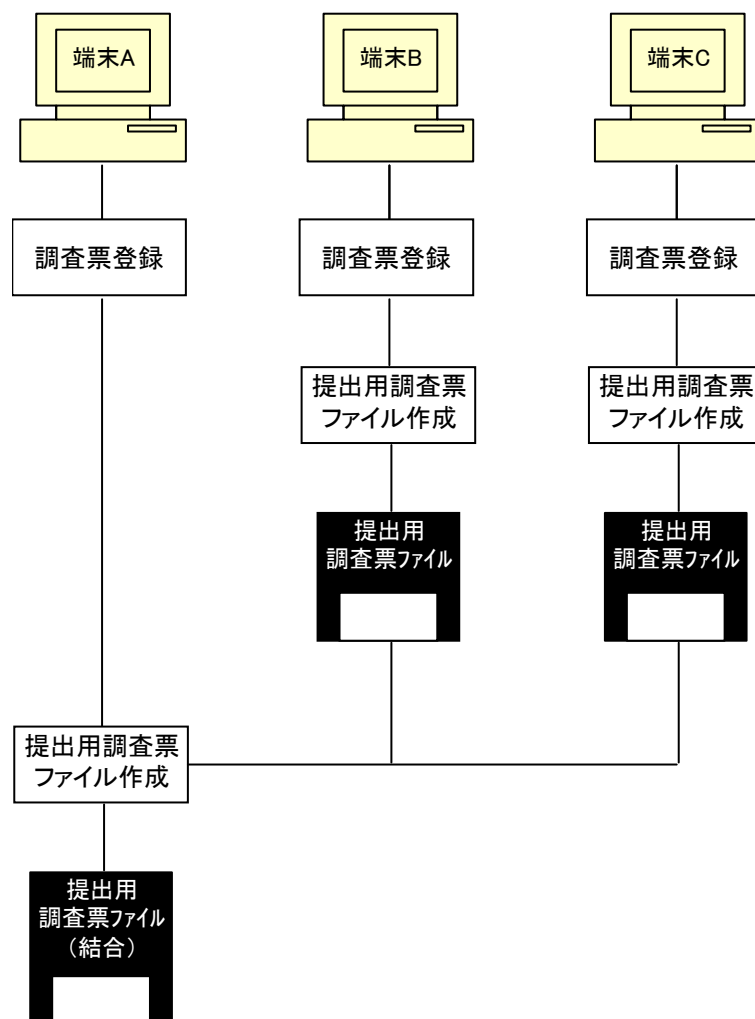 端末A
端末B
端末C
調査票登録
調査票登録
調査票登録
提出用調査票
ファイル作成
提出用調査票
ファイル作成
提出用
調査票ファイル
提出用
調査票ファイル
提出用調査票
ファイル作成
提出用
調査票ファイル
（結合）